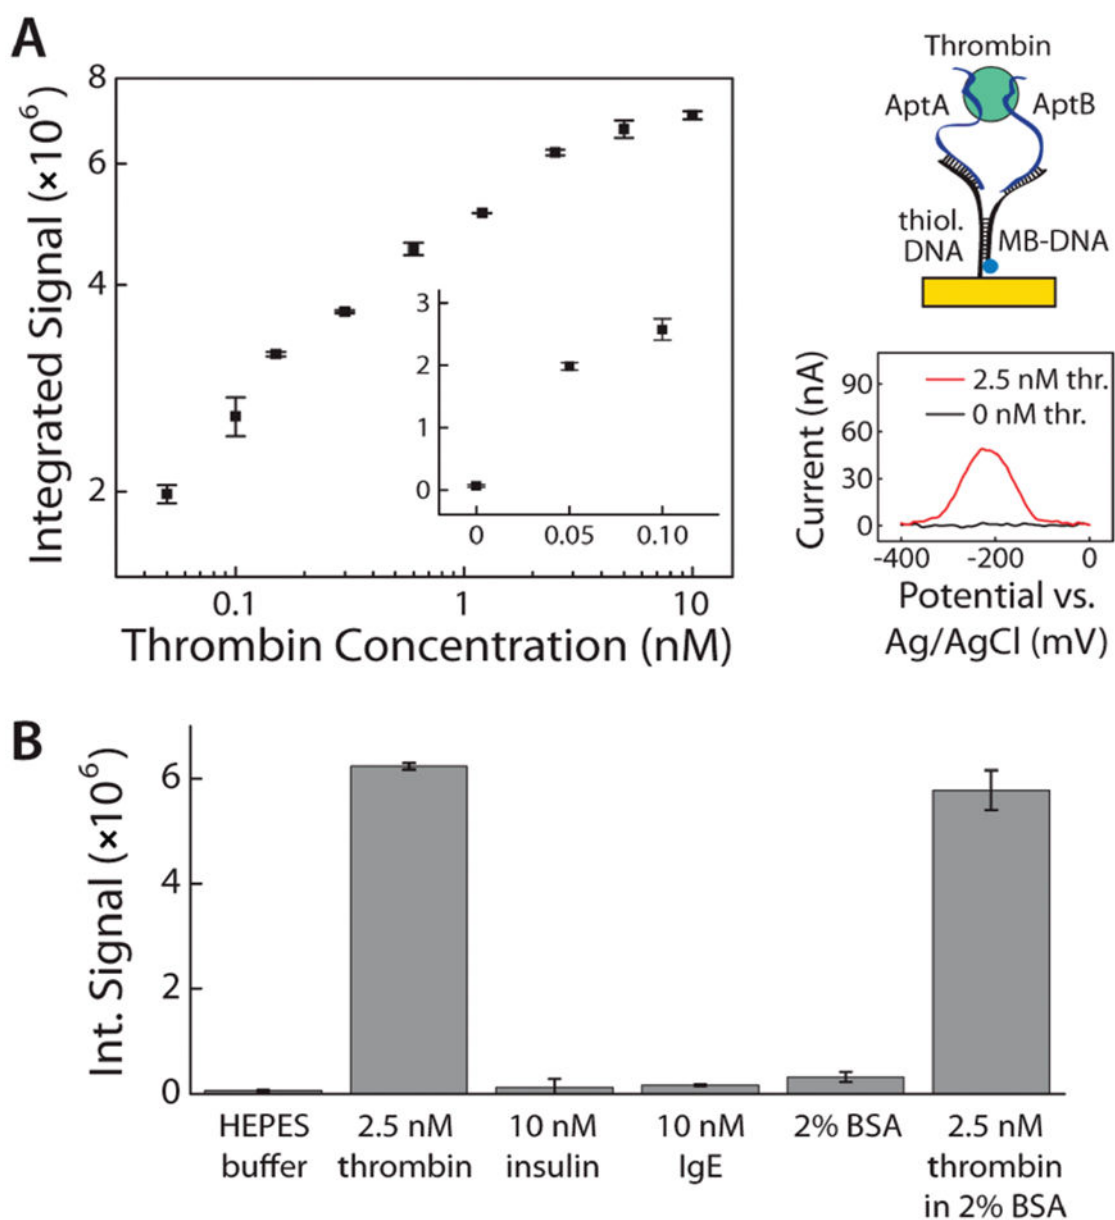 A
Integrated Signal (×10⁶)
8
6
4
2
0.1
1
10
Thrombin Concentration (nM)
3
2
1
0
0
0.05
0.10
Thrombin
AptA
AptB
thiol.
DNA
MB-DNA
Current (nA)
90
60
30
0
2.5 nM thr.
0 nM thr.
-400
-200
0
Potential vs.
Ag/AgCl (mV)
B
Int. Signal (×10⁶)
6
4
2
0
HEPES
buffer
2.5 nM
thrombin
10 nM
insulin
10 nM
IgE
2% BSA
2.5 nM
thrombin
in 2% BSA